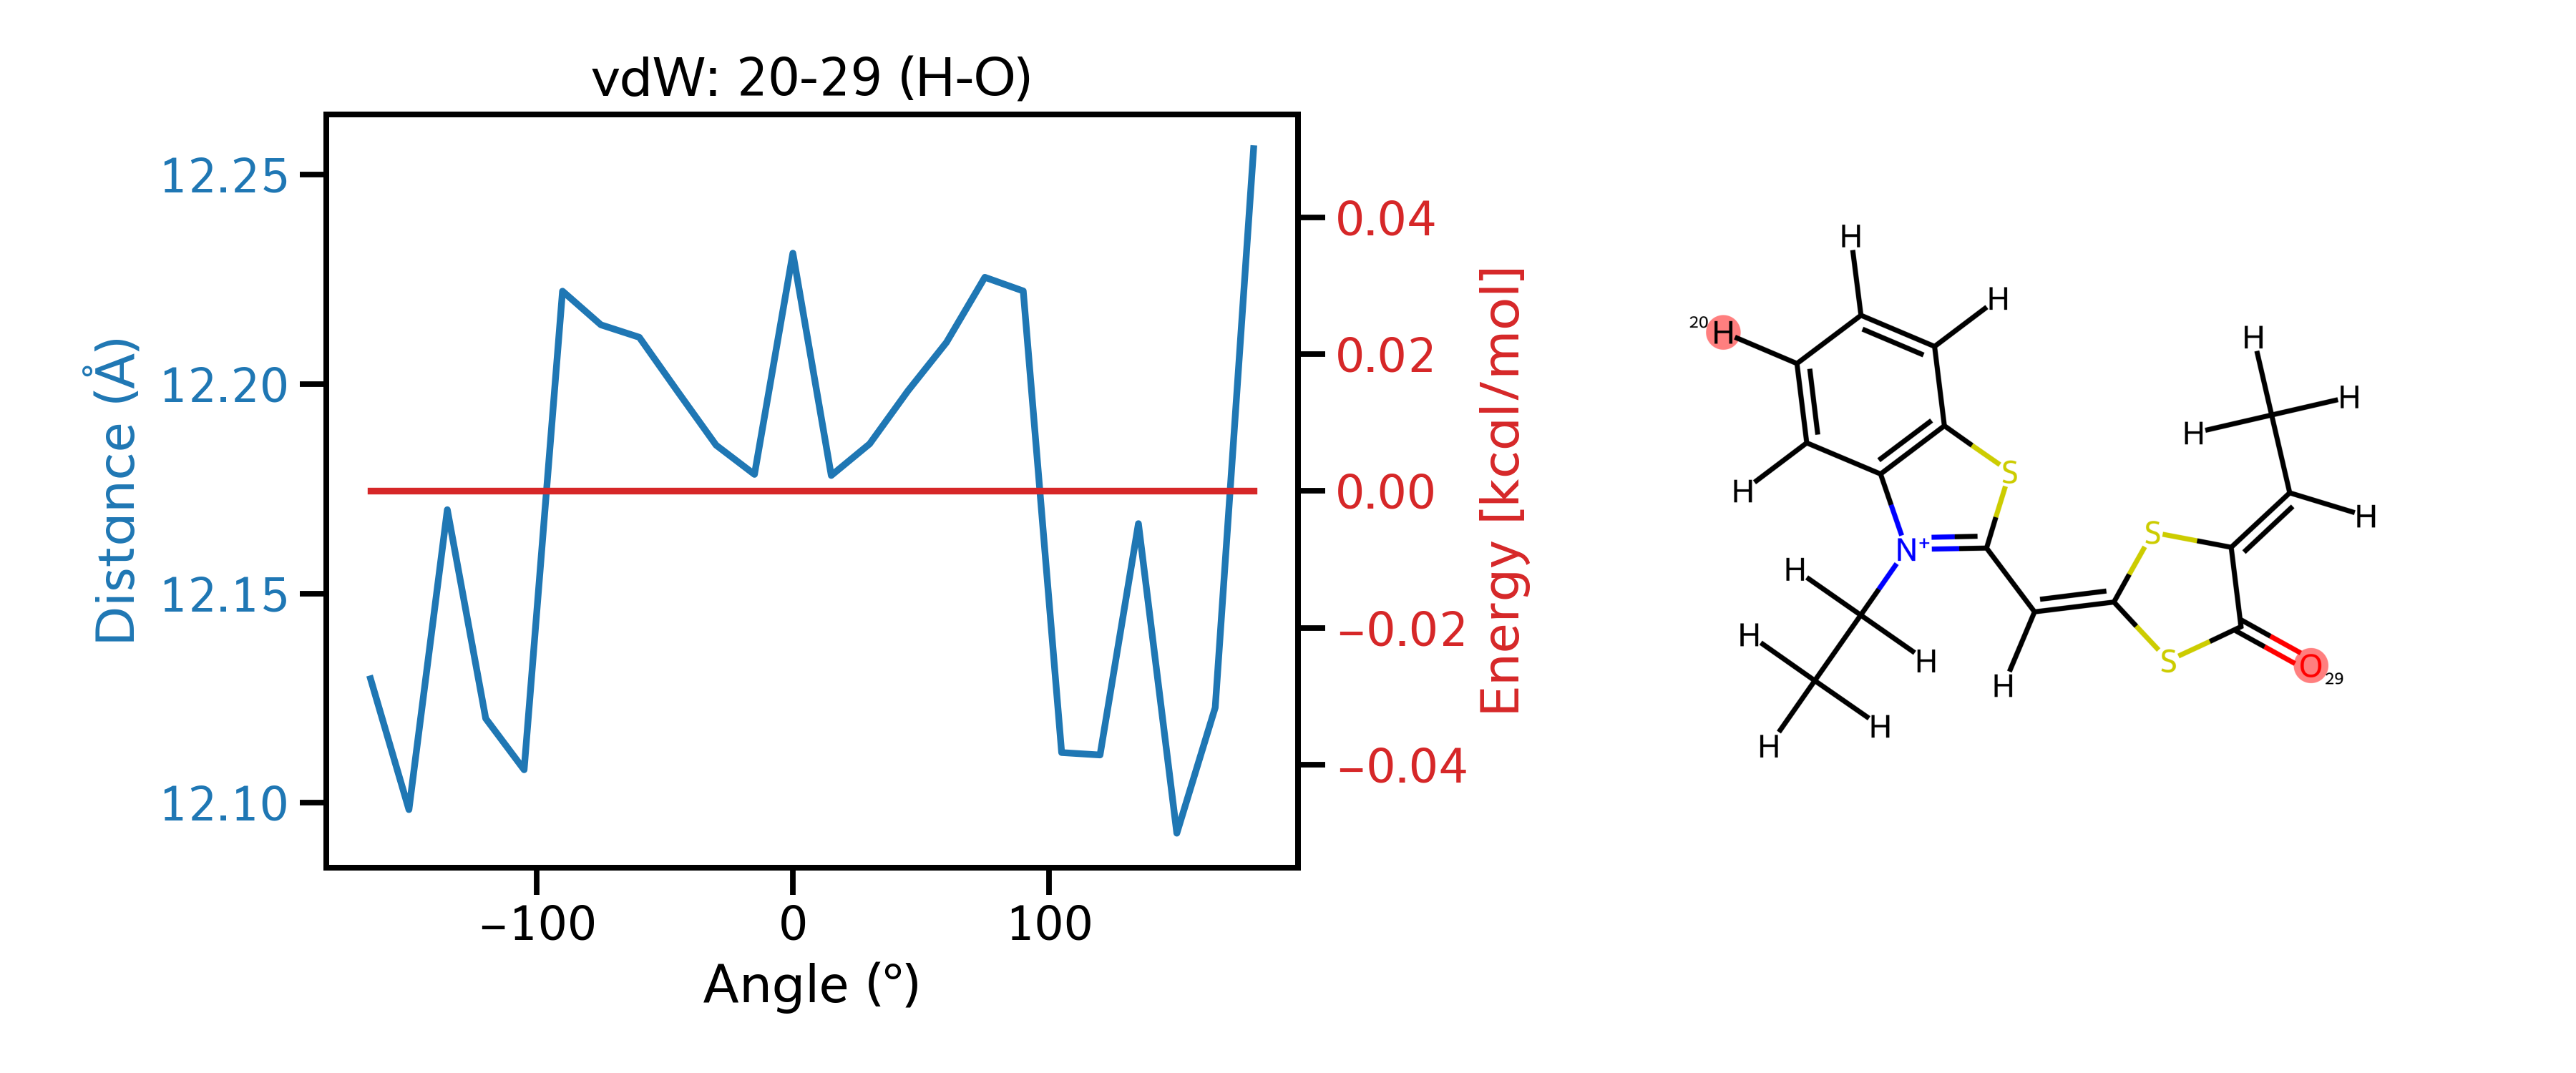 vdW: 20-29 (H-O)
12.25
12.20
12.15
12.10
Distance (Å)
0.04
0.02
0.00
−0.02
−0.04
Energy [kcal/mol]
−100
0
100
Angle (°)
H
H
20
H
H
H
H
H
S
H
H
S
N+
H
H
H
S
O
29
H
H
H